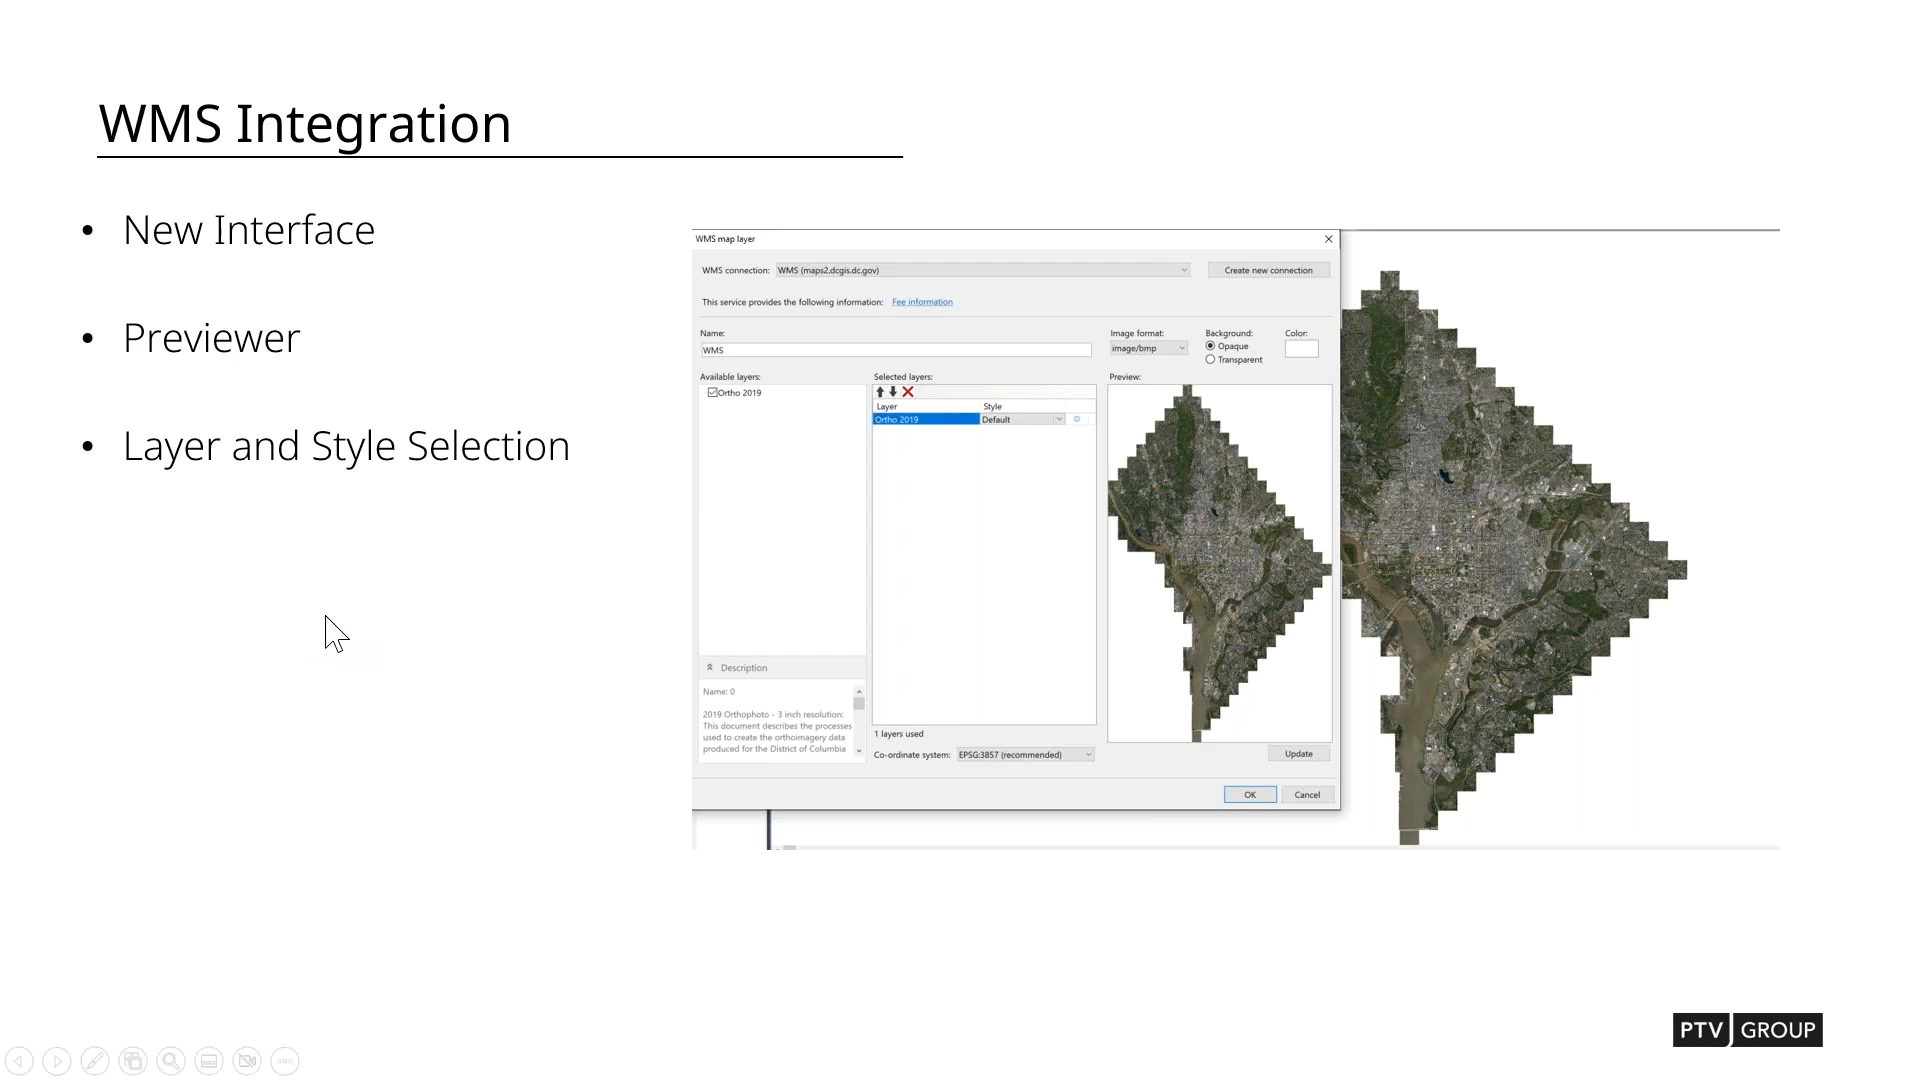 WMS Integration
• New Interface
• Previewer
• Layer and Style Selection
WMS map layer
WMS connection: WMS (maps2.dcgis.dc.gov) Create new connection
This service provides the following information: Fee information
Name:
WMS
Image format:
image/bmp
Background:
Opaque
Transparent
Color:
Available layers:
Ortho 2019
Selected layers:
Layer Style
Ortho 2019 Default
Preview:
Description
Name: 0
2019 Orthophoto - 3 inch resolution:
This document describes the processes
used to create the orthoimagery data
produced for the District of Columbia
1 layers used
Co-ordinate system: EPSG:3857 (recommended)
Update
OK Cancel
PTV GROUP